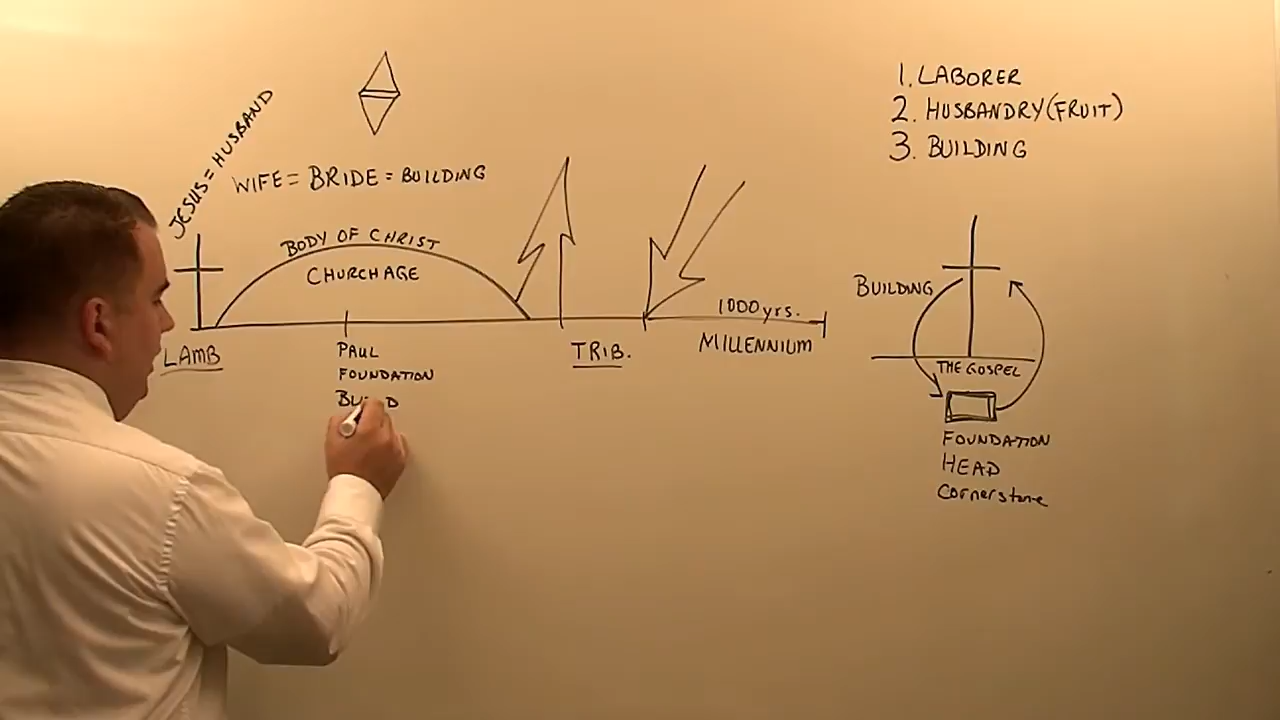 JESUS = HUSBAND
WIFE = BRIDE = BUILDING
BODY OF CHRIST
CHURCH AGE
LAMB
PAUL
FOUNDATION
TRIB.
1000 yrs.
MILLENNIUM
1. LABORER
2. HUSBANDRY (FRUIT)
3. BUILDING
BUILDING
THE GOSPEL
FOUNDATION
HEAD
Cornerstone